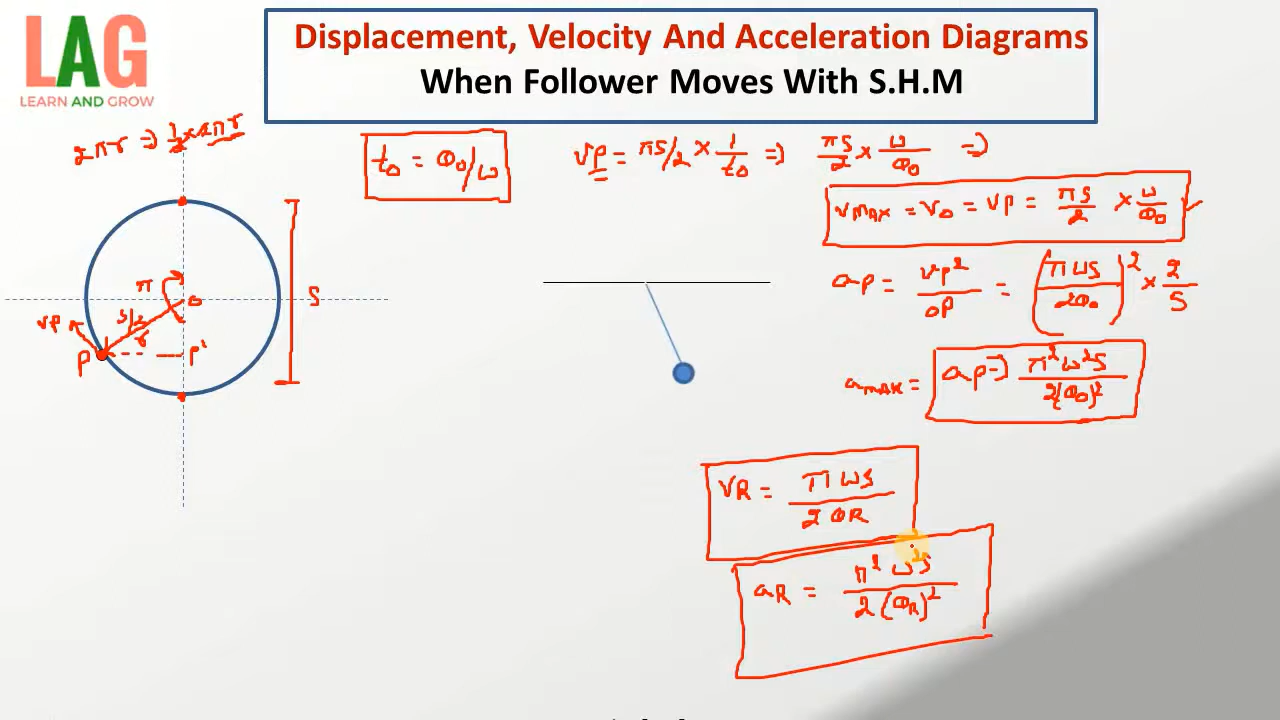 LAG
LEARN AND GROW
Displacement, Velocity And Acceleration Diagrams
When Follower Moves With S.H.M
2πr ⇒ 1/2 × 2πr
t₀ = θ₀/ω
vp = πS/2 × 1/t₀ ⇒ πS/2 × ω/θ₀ ⇒
vMAX = v₀ = vp = πS/2 × ω/θ₀
ap = vp²/OP = (πωS/2θ₀)² × 2/S
aMAX = ap ⇒ π²ω²S/2(θ₀)²
π
O
S
S/2
r
vp
P
P'
vR = πωS/2θR
aR = π²ω²S/2(θR)²